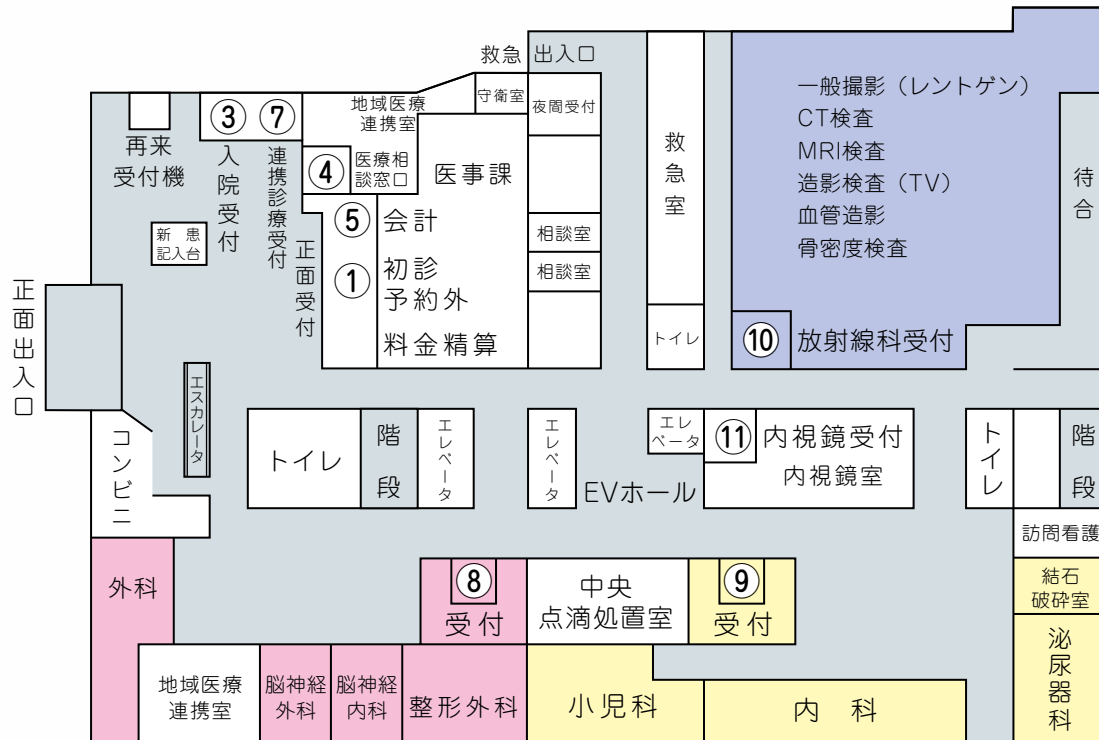 救急 出入口
再来
受付機
③
入院受付
⑦
連携診療受付
地域医療
連携室
守衛室
夜間受付
④
医療相
談窓口
医事課
⑤
会計
①
初診
予約外
料金精算
正面受付
相談室
相談室
救急室
トイレ
一般撮影（レントゲン）
CT検査
MRI検査
造影検査（TV）
血管造影
骨密度検査
⑩
放射線科受付
待合
新患
記入台
正面出入口
エスカレータ
コンビニ
トイレ
階段
エレベータ
エレベータ
エレ
ベータ
EVホール
⑪
内視鏡受付
内視鏡室
トイレ
階段
訪問看護
結石
破砕室
泌尿器科
外科
⑧
受付
中央
点滴処置室
⑨
受付
地域医療
連携室
脳神経
外科
脳神経
内科
整形外科
小児科
内科